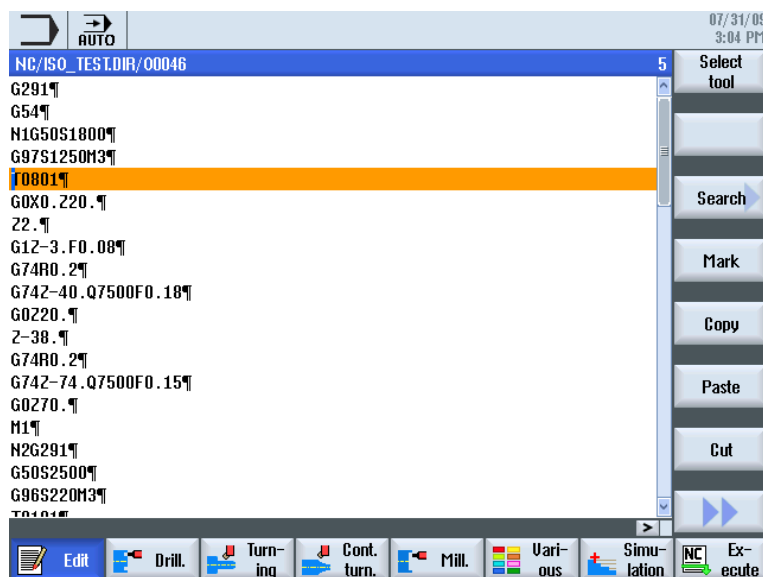 07/31/09
3:04 PM
AUTO
NC/ISO_TEST.DIR/00046 5
G291¶
G54¶
N1G50S1800¶
G97S1250M3¶
T0801¶
G0X0.Z20.¶
Z2.¶
G1Z-3.F0.08¶
G74R0.2¶
G74Z-40.Q7500F0.18¶
G0Z20.¶
Z-38.¶
G74R0.2¶
G74Z-74.Q7500F0.15¶
G0Z70.¶
M1¶
N2G291¶
G50S2500¶
G96S220M3¶
Select
tool
Search
Mark
Copy
Paste
Cut
Edit
Drill.
Turn-
ing
Cont.
turn.
Mill.
Vari-
ous
Simu-
lation
NC
Ex-
ecute